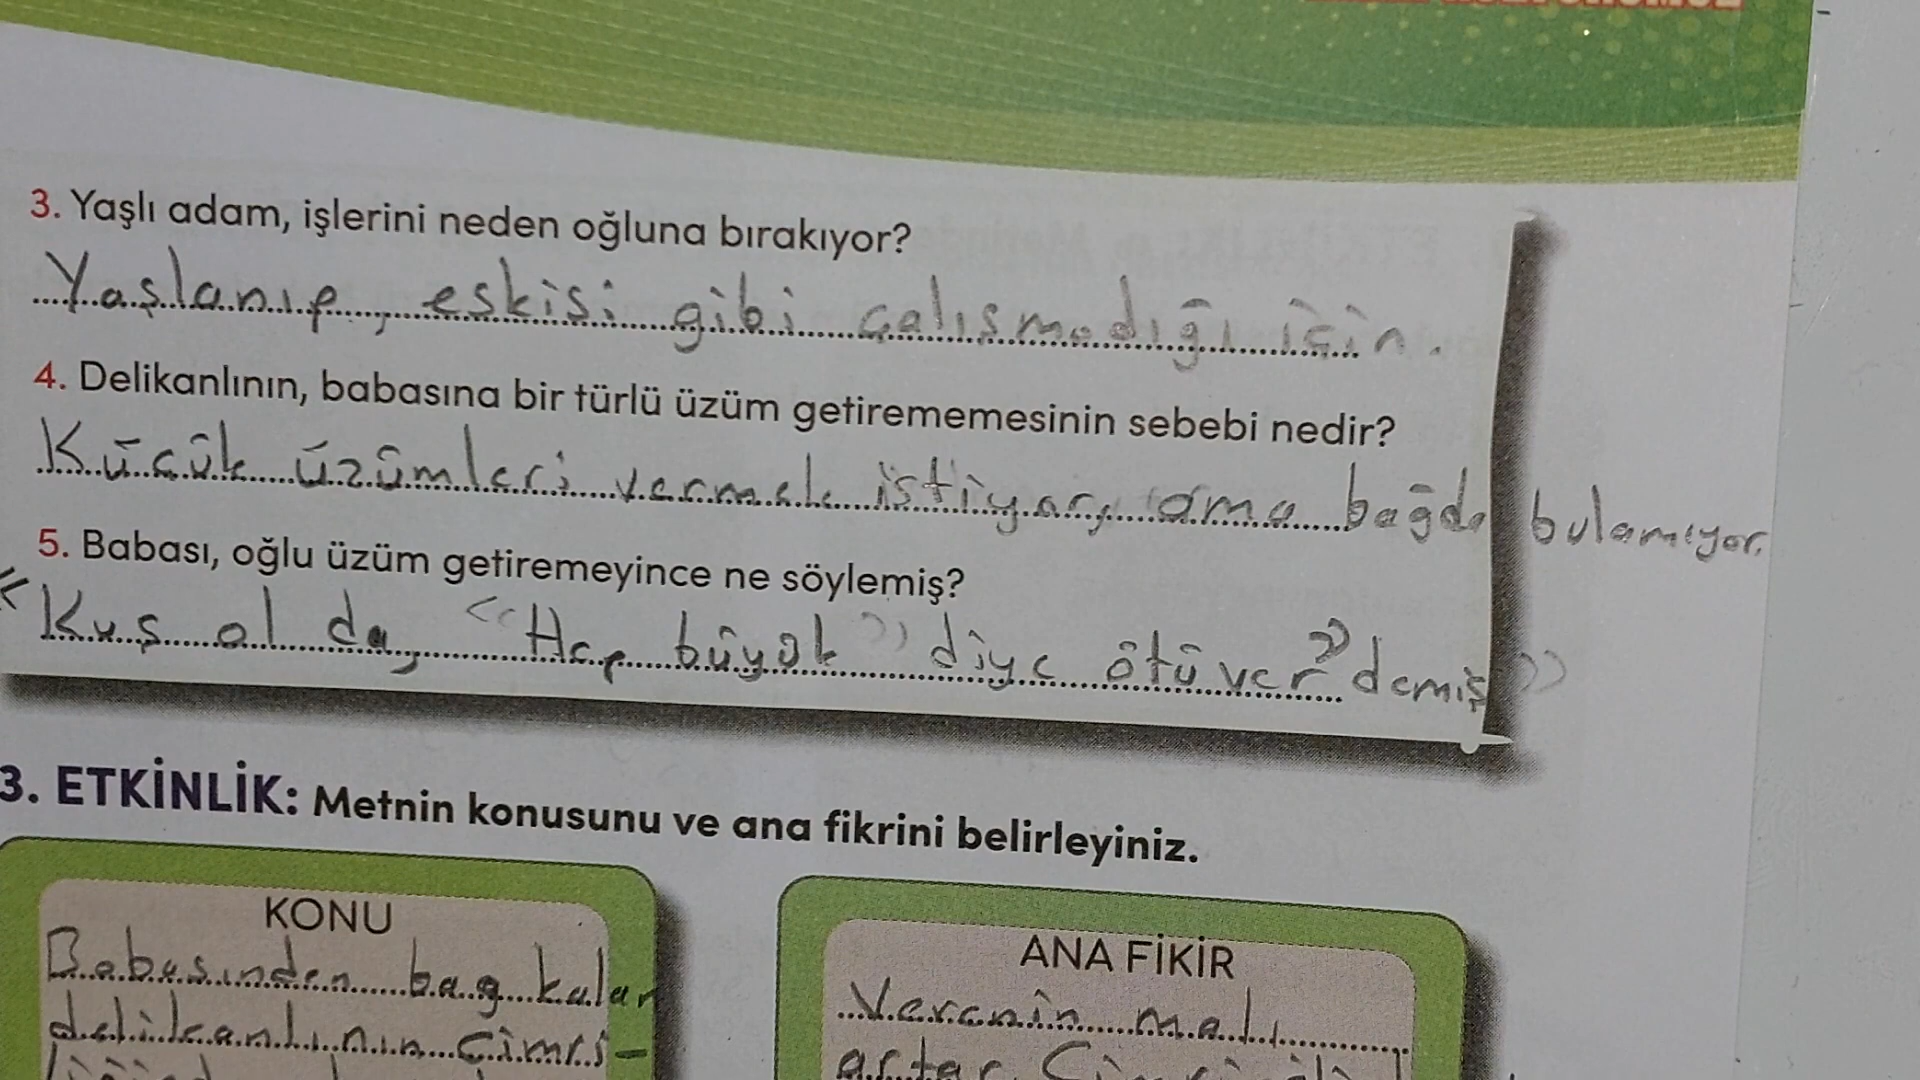 3. Yaşlı adam, işlerini neden oğluna bırakıyor?
Yaşlanıp, eskisi gibi çalışmadığı için.
4. Delikanlının, babasına bir türlü üzüm getirememesinin sebebi nedir?
Küçük üzümleri vermek istiyor, ama bağda bulamıyor.
5. Babası, oğlu üzüm getiremeyince ne söylemiş?
"Kuş ol da, "Hep büyük" diye ötüver" demiş"
3. ETKİNLİK: Metnin konusunu ve ana fikrini belirleyiniz.
KONU
Babasından bag kalan
delikanlının cimri-
ANA FİKİR
Verenin malı
artar